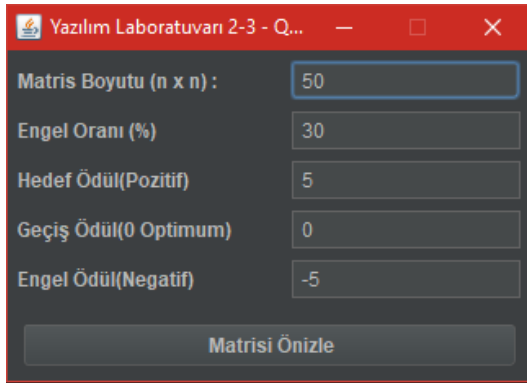 Yazılım Laboratuvarı 2-3 - Q...
Matris Boyutu (n x n) : 50
Engel Oranı (%) 30
Hedef Ödül(Pozitif) 5
Geçiş Ödül(0 Optimum) 0
Engel Ödül(Negatif) -5
Matrisi Önizle